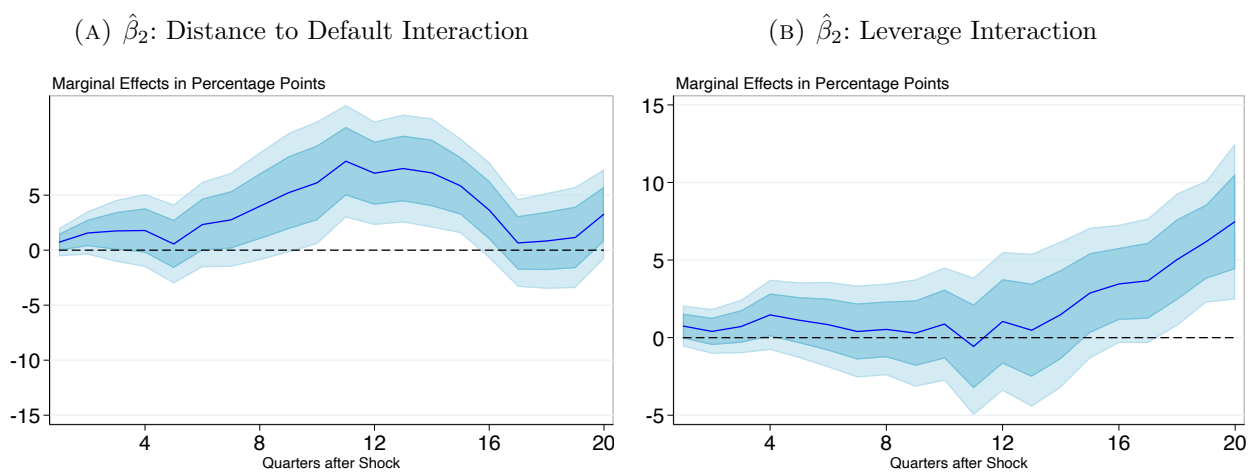 (A) β̂₂: Distance to Default Interaction
Marginal Effects in Percentage Points
5
0
-5
-10
-15
4 8 12 16 20
Quarters after Shock
(B) β̂₂: Leverage Interaction
Marginal Effects in Percentage Points
15
10
5
0
-5
4 8 12 16 20
Quarters after Shock